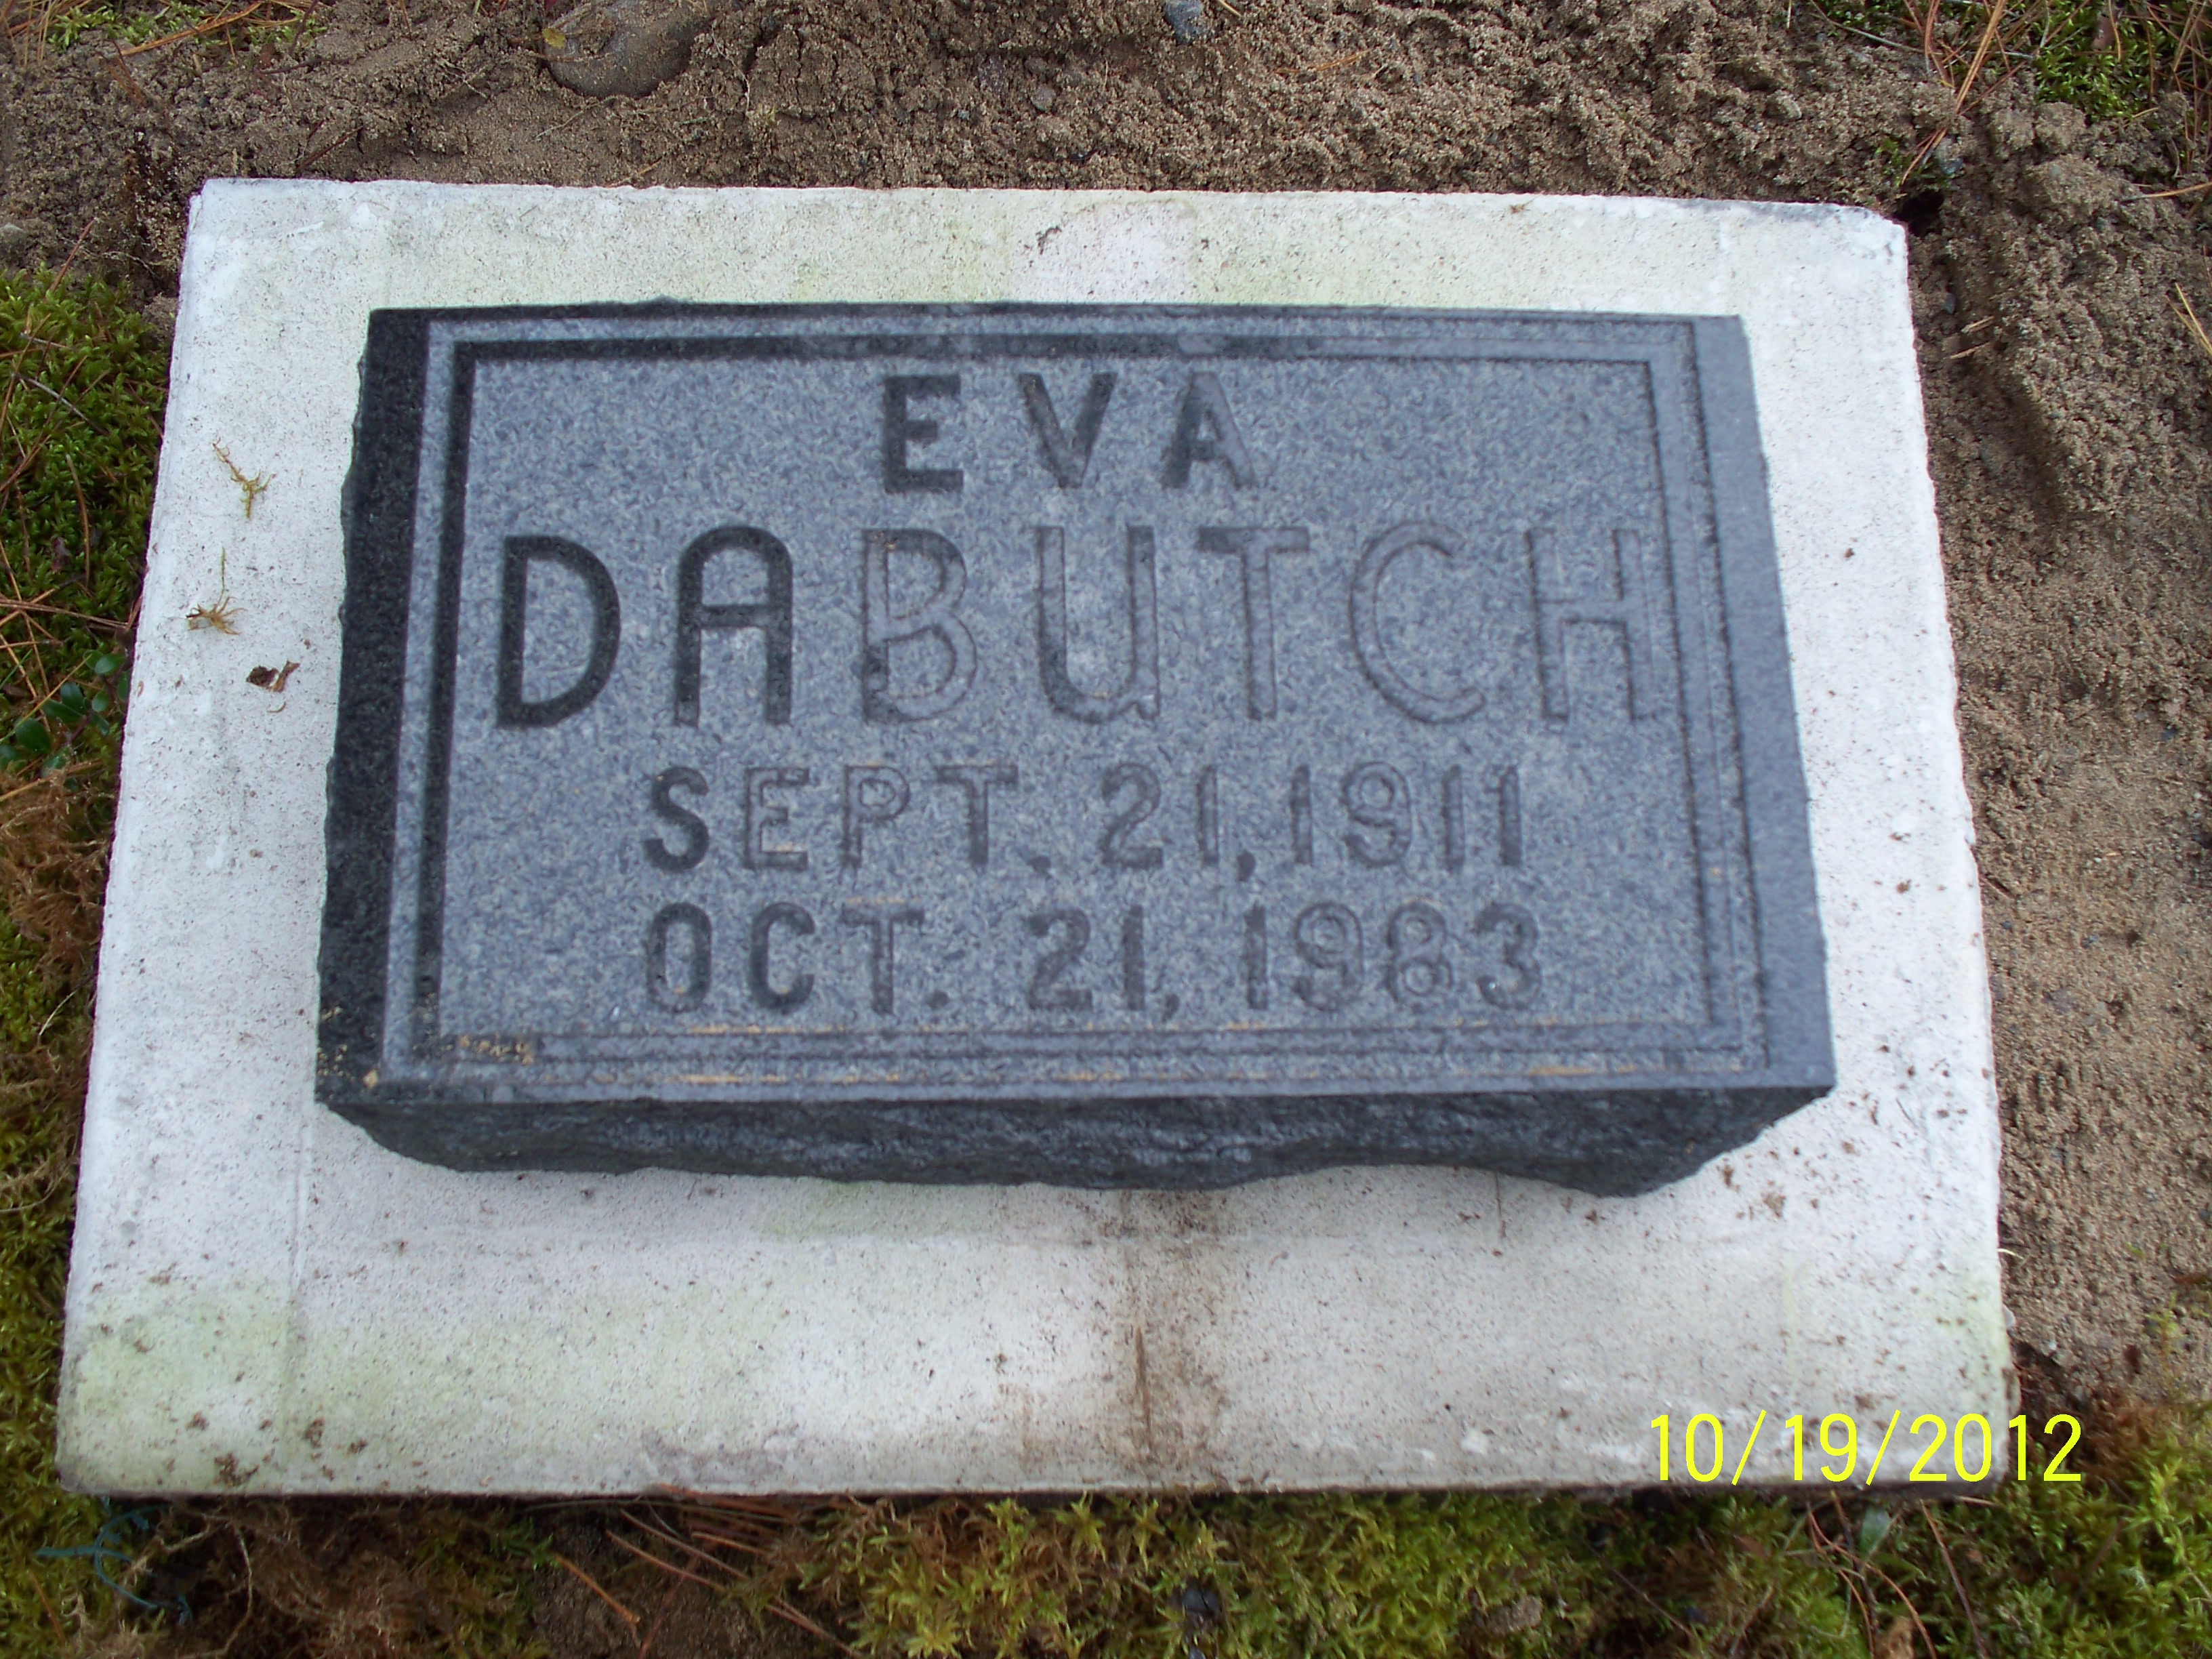 EVA
DABUTCH
SEPT. 21, 1911
OCT. 21, 1983
10/19/2012